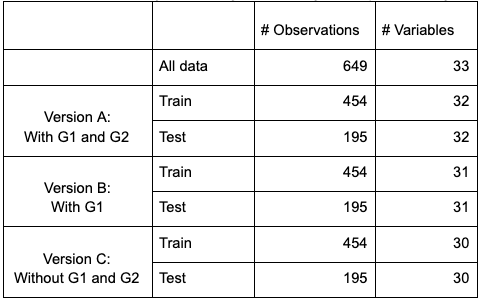 # Observations # Variables
All data 649 33
Version A:
With G1 and G2
Train 454 32
Test 195 32
Version B:
With G1
Train 454 31
Test 195 31
Version C:
Without G1 and G2
Train 454 30
Test 195 30